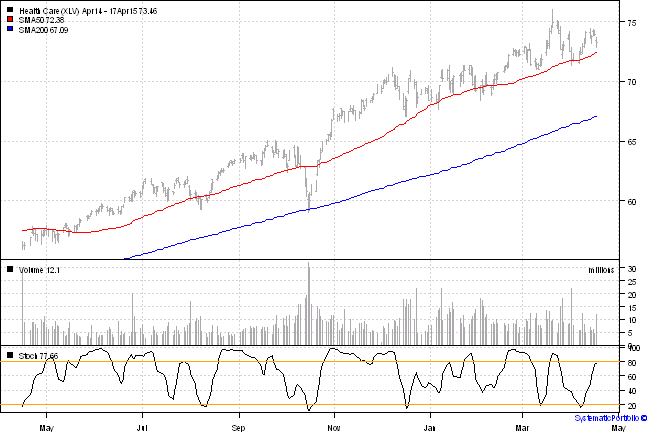 Health Care (XLV) Apr14 - 17Apr15 73.46
SMA50 72.38
SMA200 67.09
75
70
65
60
Volume 12.1
millions
30
25
20
15
10
5
0
Stoch 77.66
100
80
60
40
20
May Jul Sep Nov Jan Mar May
SystematicPortfolio ©